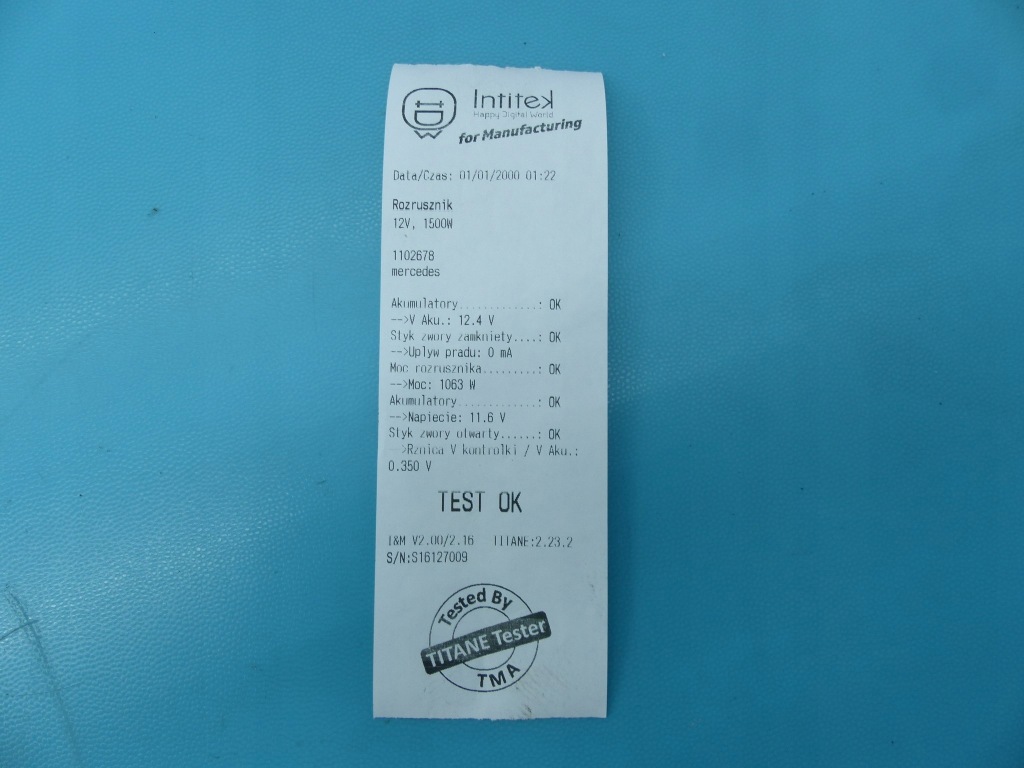 Intitek
Happy Digital World
for Manufacturing
Data/Czas: 01/01/2000 01:22
Rozrusznik
12V, 1500W
1102678
mercedes
Akumulatory.............: OK
-->V Aku.: 12.4 V
Styk zwory zamkniety....: OK
-->Uplyw pradu: 0 mA
Moc rozrusznika.........: OK
-->Moc: 1063 W
Akumulatory.............: OK
-->Napiecie: 11.6 V
Styk zwory otwarty......: OK
-->Rznica V kontrolki / V Aku.:
0.350 V
TEST OK
I&M V2.00/2.16 TITANE:2.23.2
S/N:S16127009
Tested By
TITANE Tester
TMA